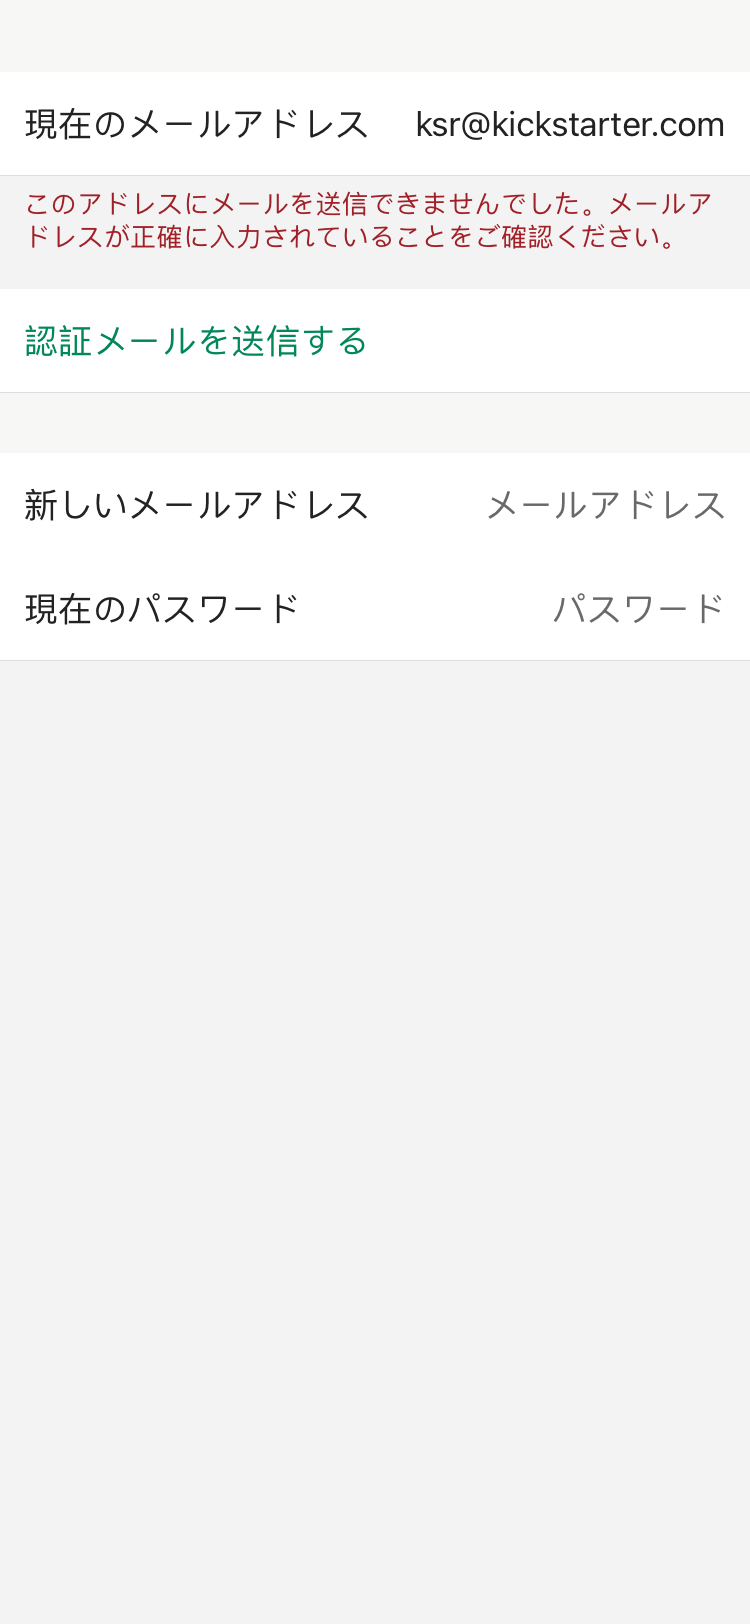 現在のメールアドレス ksr@kickstarter.com
このアドレスにメールを送信できませんでした。メールア
ドレスが正確に入力されていることをご確認ください。
認証メールを送信する
新しいメールアドレス メールアドレス
現在のパスワード パスワード